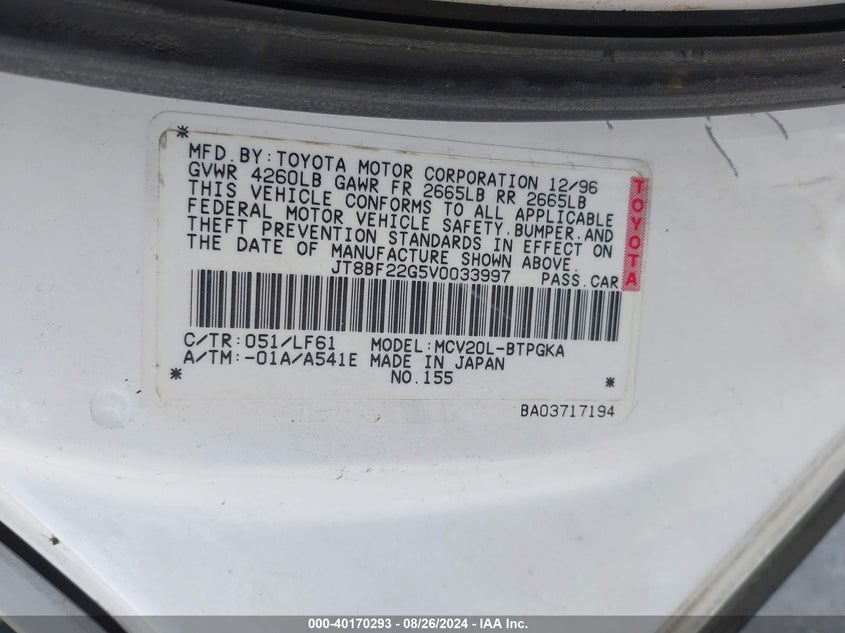 MFD. BY: TOYOTA MOTOR CORPORATION 12/96
GVWR 4260LB GAWR FR 2665LB RR 2665LB
THIS VEHICLE CONFORMS TO ALL APPLICABLE
FEDERAL MOTOR VEHICLE SAFETY, BUMPER, AND
THEFT PREVENTION STANDARDS IN EFFECT ON
THE DATE OF MANUFACTURE SHOWN ABOVE.
JT8BF22G5V0033997 PASS. CAR
TOYOTA
C/TR: 051/LF61 MODEL: MCV20L-BTPGKA
A/TM: -01A/A541E MADE IN JAPAN
NO. 155
BA03717194
000-40170293 - 08/26/2024 - IAA Inc.